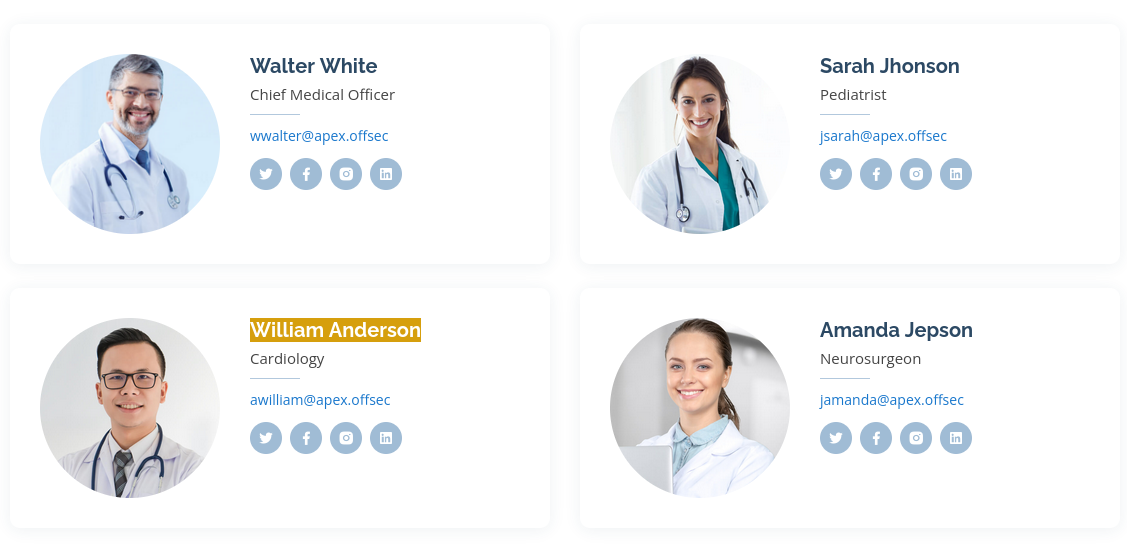 Walter White
Chief Medical Officer
wwalter@apex.offsec
Sarah Jhonson
Pediatrist
jsarah@apex.offsec
William Anderson
Cardiology
awilliam@apex.offsec
Amanda Jepson
Neurosurgeon
jamanda@apex.offsec